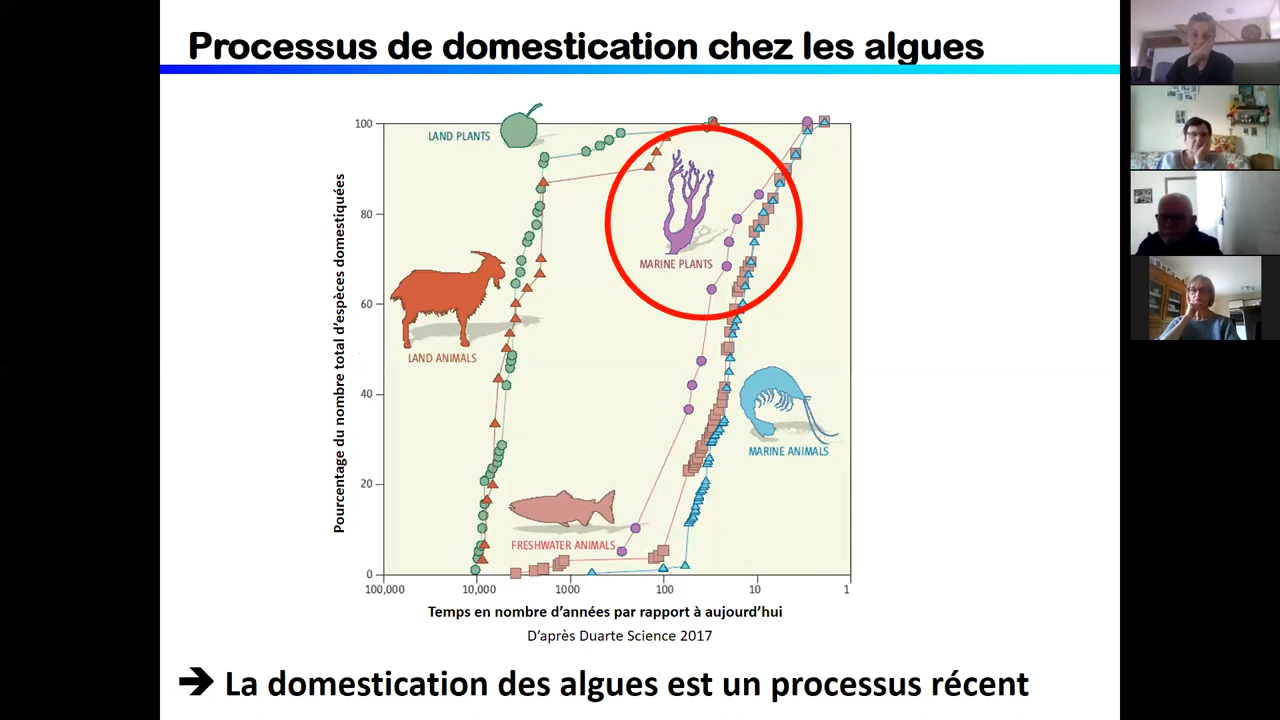 Processus de domestication chez les algues
Pourcentage du nombre total d'espèces domestiquées
100
80
60
40
20
0
LAND PLANTS
MARINE PLANTS
LAND ANIMALS
MARINE ANIMALS
FRESHWATER ANIMALS
100,000
10,000
1000
100
10
1
Temps en nombre d'années par rapport à aujourd'hui
D'après Duarte Science 2017
➔ La domestication des algues est un processus récent